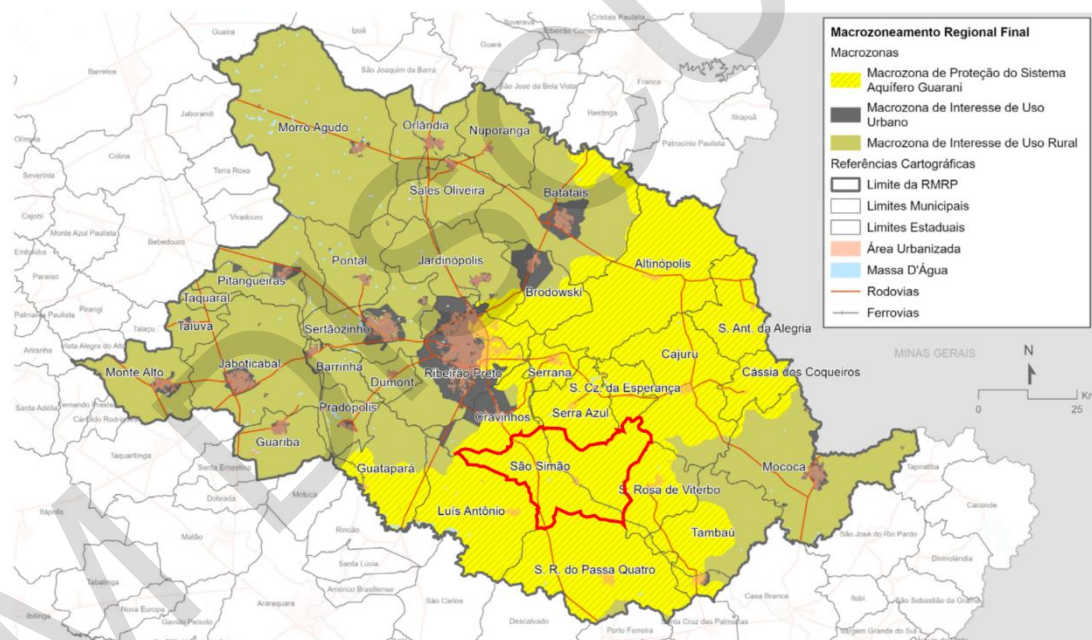 Macrozoneamento Regional Final
Macrozonas
Macrozona de Proteção do Sistema
Aquífero Guarani
Macrozona de Interesse de Uso
Urbano
Macrozona de Interesse de Uso Rural
Referências Cartográficas
Limite da RMRP
Limites Municipais
Limites Estaduais
Área Urbanizada
Massa D'Água
Rodovias
Ferrovias
MINAS GERAIS
N
0
25
Km
Ituverava
Cristais Paulista
Guaíra
Ipuã
Guará
Barretos
São Joaquim da Barra
São José da Bela Vista
Franca
Restinga
Itirapuã
Patrocínio Paulista
Jaborandi
Colina
Olímpia
Severínia
Terra Roxa
Viradouro
Cajobi
Monte Azul Paulista
Bebedouro
Embaúba
Paraíso
Pirangi
Palmares Paulista
Taiaçu
Ariranha
Vista Alegre do Alto
Morro Agudo
Orlândia
Nuporanga
Sales Oliveira
Batatais
Pontal
Jardinópolis
Altinópolis
Pitangueiras
Taquaral
Brodowski
Taiuva
Sertãozinho
S. Ant. da Alegria
Cajuru
Monte Alto
Jaboticabal
Barrinha
Ribeirão Preto
Serrana
Cássia dos Coqueiros
Dumont
S. Cz. da Esperança
Pradópolis
Cravinhos
Serra Azul
Guariba
Guatapará
São Simão
Mococa
S. Rosa de Viterbo
Luís Antônio
Tambaú
S. R. do Passa Quatro
Santa Adélia
Fernando Prestes
Cândido Rodrigues
Taquaritinga
Santa Ernestina
Dobrada
Motuca
Itápolis
Matão
Rincão
Santa Lúcia
Américo Brasiliense
Tabatinga
Nova Europa
Ibitinga
Gavião Peixoto
Araraquara
São Carlos
Descalvado
Porto Ferreira
Santa Cruz das Palmeiras
Casa Branca
Itobi
Vargem Grande do Sul
São Sebastião da Grama
Divinolândia
São José do Rio Pardo
Caconde
Tapiratiba